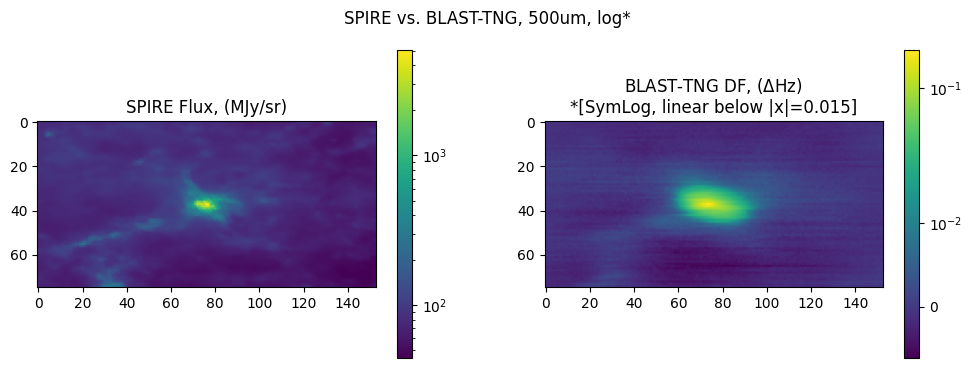 SPIRE vs. BLAST-TNG, 500um, log*
SPIRE Flux, (MJy/sr)
0
20
40
60
0 20 40 60 80 100 120 140
10³
10²
BLAST-TNG DF, (ΔHz)
*[SymLog, linear below |x|=0.015]
0
20
40
60
0 20 40 60 80 100 120 140
10⁻¹
10⁻²
0